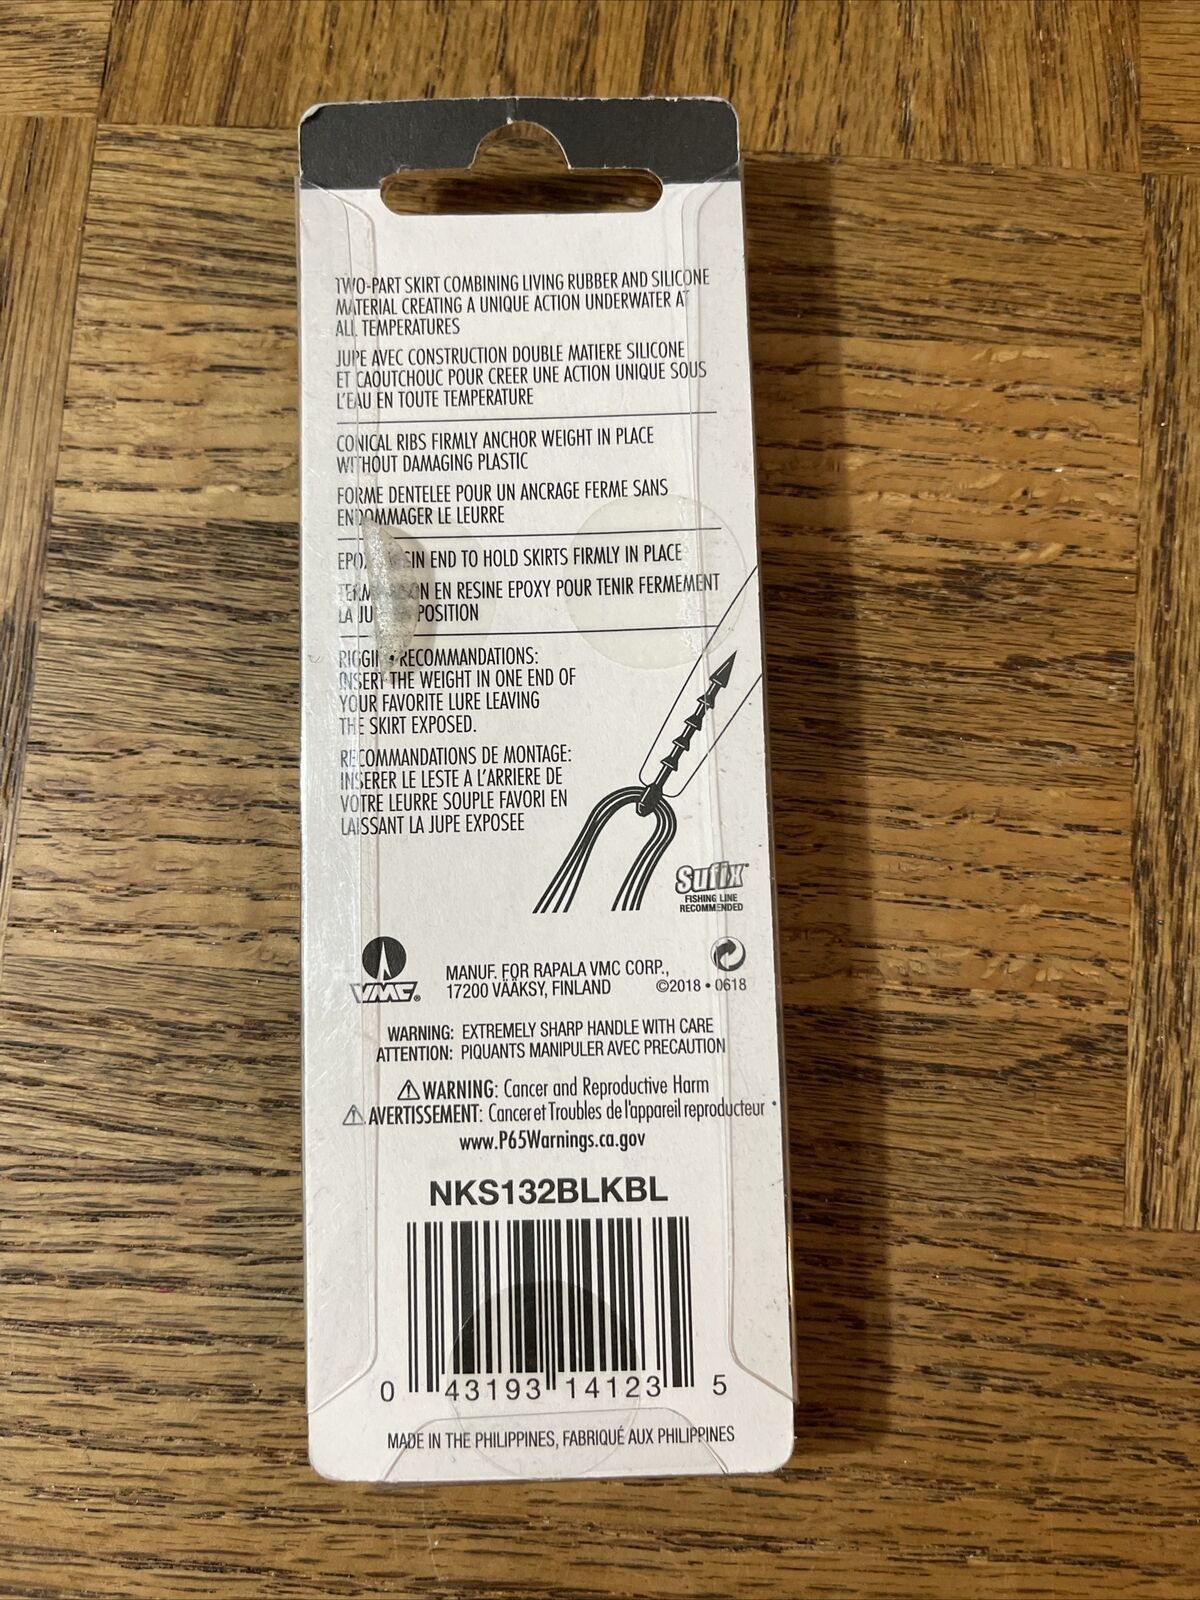 TWO-PART SKIRT COMBINING LIVING RUBBER AND SILICONE
MATERIAL CREATING A UNIQUE ACTION UNDERWATER AT
ALL TEMPERATURES
JUPE AVEC CONSTRUCTION DOUBLE MATIERE SILICONE
ET CAOUTCHOUC POUR CREER UNE ACTION UNIQUE SOUS
L'EAU EN TOUTE TEMPERATURE
CONICAL RIBS FIRMLY ANCHOR WEIGHT IN PLACE
WITHOUT DAMAGING PLASTIC
FORME DENTELEE POUR UN ANCRAGE FERME SANS
ENDOMMAGER LE LEURRE
END TO HOLD SKIRTS FIRMLY IN PLACE
EN RESINE EPOXY POUR TENIR FERMEMENT
LA POSITION
RECOMMANDATIONS:
INSERT THE WEIGHT IN ONE END OF
YOUR FAVORITE LURE LEAVING
THE SKIRT EXPOSED.
RECOMMANDATIONS DE MONTAGE:
INSERER LE LESTE A L'ARRIERE DE
VOTRE LEURRE SOUPLE FAVORI EN
LAISSANT LA JUPE EXPOSEE
Sufix
FISHING LINE
RECOMMENDED
VMC®
MANUF. FOR RAPALA VMC CORP.,
17200 VÄÄKSY, FINLAND ©2018 • 0618
WARNING: EXTREMELY SHARP HANDLE WITH CARE
ATTENTION: PIQUANTS MANIPULER AVEC PRECAUTION
⚠ WARNING: Cancer and Reproductive Harm
⚠ AVERTISSEMENT: Cancer et Troubles de l'appareil reproducteur
www.P65Warnings.ca.gov
NKS132BLKBL
0 43193 14123 5
MADE IN THE PHILIPPINES, FABRIQUÉ AUX PHILIPPINES